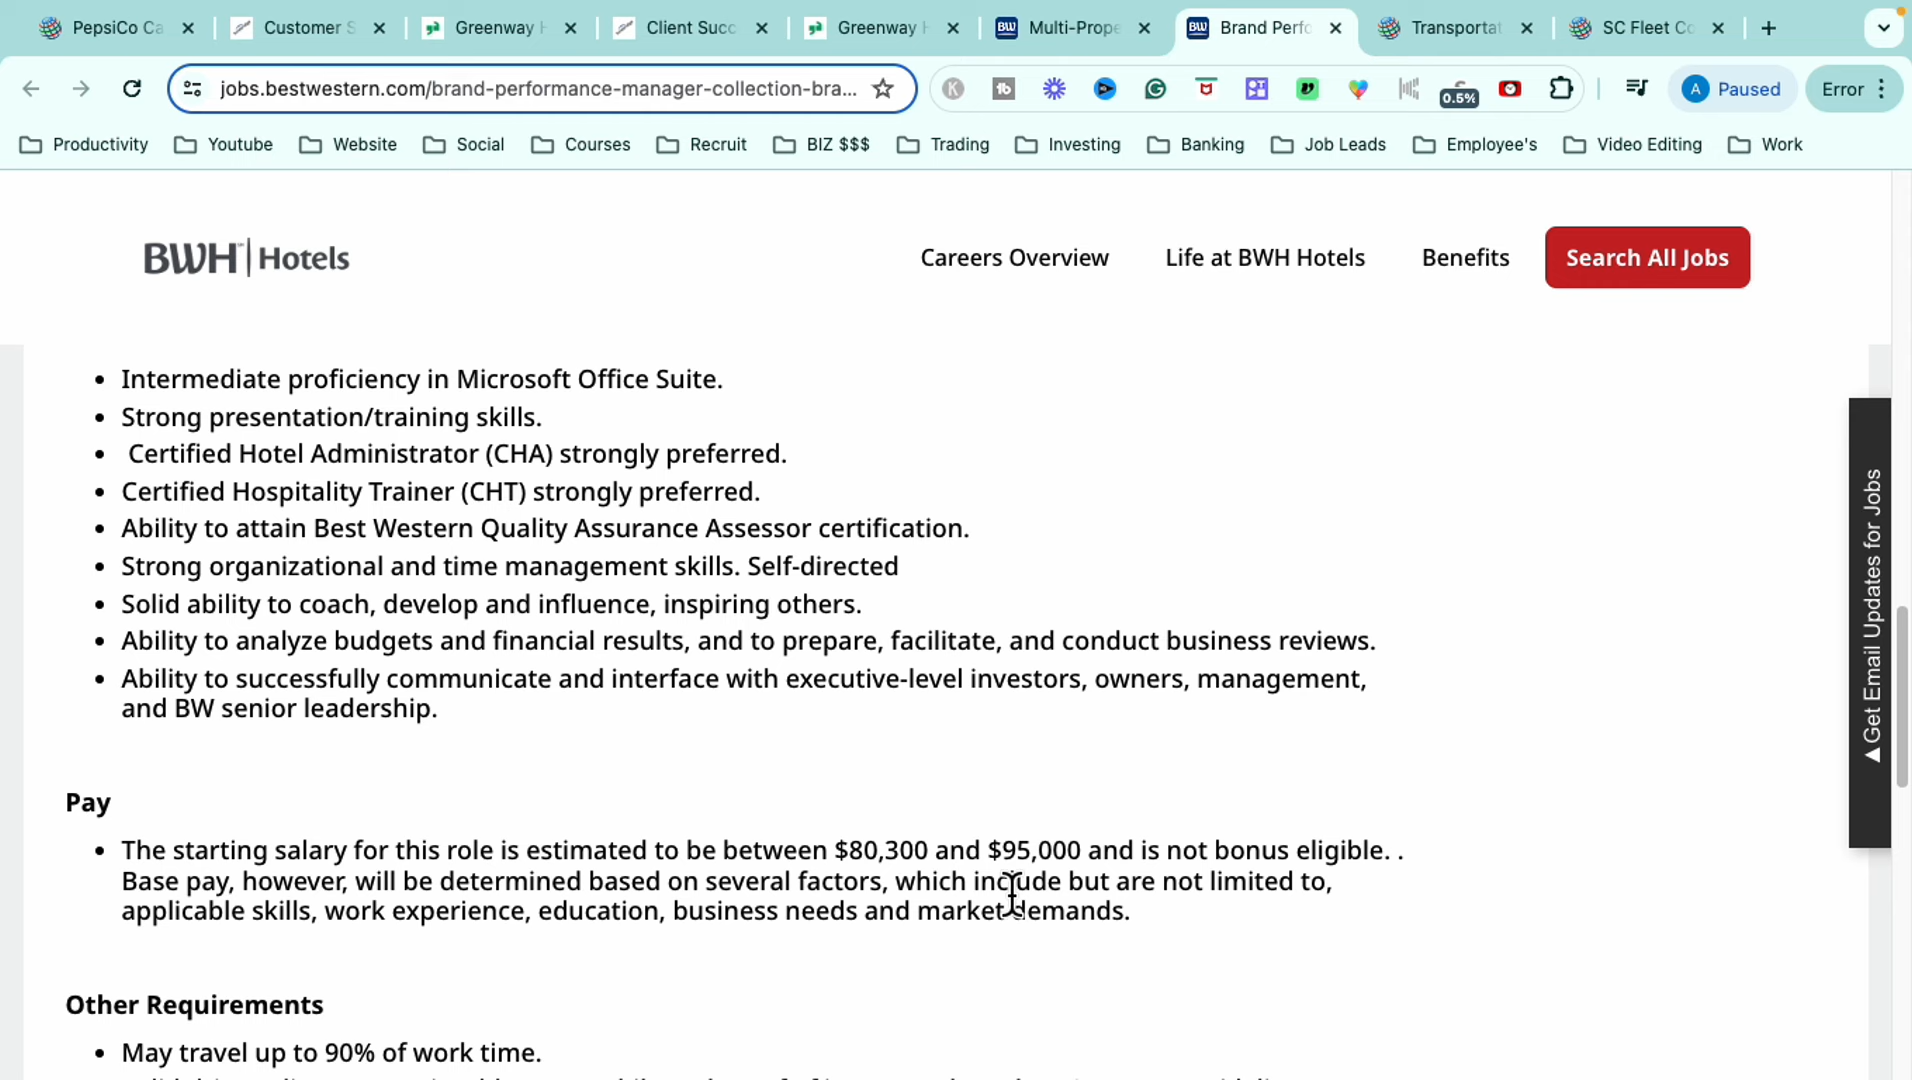 PepsiCo Ca
Customer S
Greenway H
Client Succ
Greenway H
Multi-Prope
Brand Perfo
Transportat
SC Fleet Co
jobs.bestwestern.com/brand-performance-manager-collection-bra...
0.5%
A Paused
Error
Productivity
Youtube
Website
Social
Courses
Recruit
BIZ $$$
Trading
Investing
Banking
Job Leads
Employee's
Video Editing
Work
BWH | Hotels
Careers Overview
Life at BWH Hotels
Benefits
Search All Jobs
• Intermediate proficiency in Microsoft Office Suite.
• Strong presentation/training skills.
• Certified Hotel Administrator (CHA) strongly preferred.
• Certified Hospitality Trainer (CHT) strongly preferred.
• Ability to attain Best Western Quality Assurance Assessor certification.
• Strong organizational and time management skills. Self-directed
• Solid ability to coach, develop and influence, inspiring others.
• Ability to analyze budgets and financial results, and to prepare, facilitate, and conduct business reviews.
• Ability to successfully communicate and interface with executive-level investors, owners, management,
and BW senior leadership.
Pay
• The starting salary for this role is estimated to be between $80,300 and $95,000 and is not bonus eligible. .
Base pay, however, will be determined based on several factors, which include but are not limited to,
applicable skills, work experience, education, business needs and market demands.
Other Requirements
• May travel up to 90% of work time.
▲Get Email Updates for Jobs